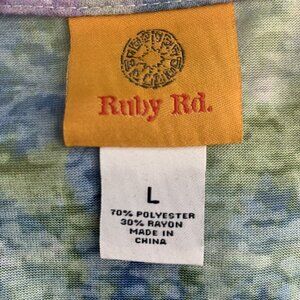 Ruby Rd.
L
70% POLYESTER
30% RAYON
MADE IN
CHINA